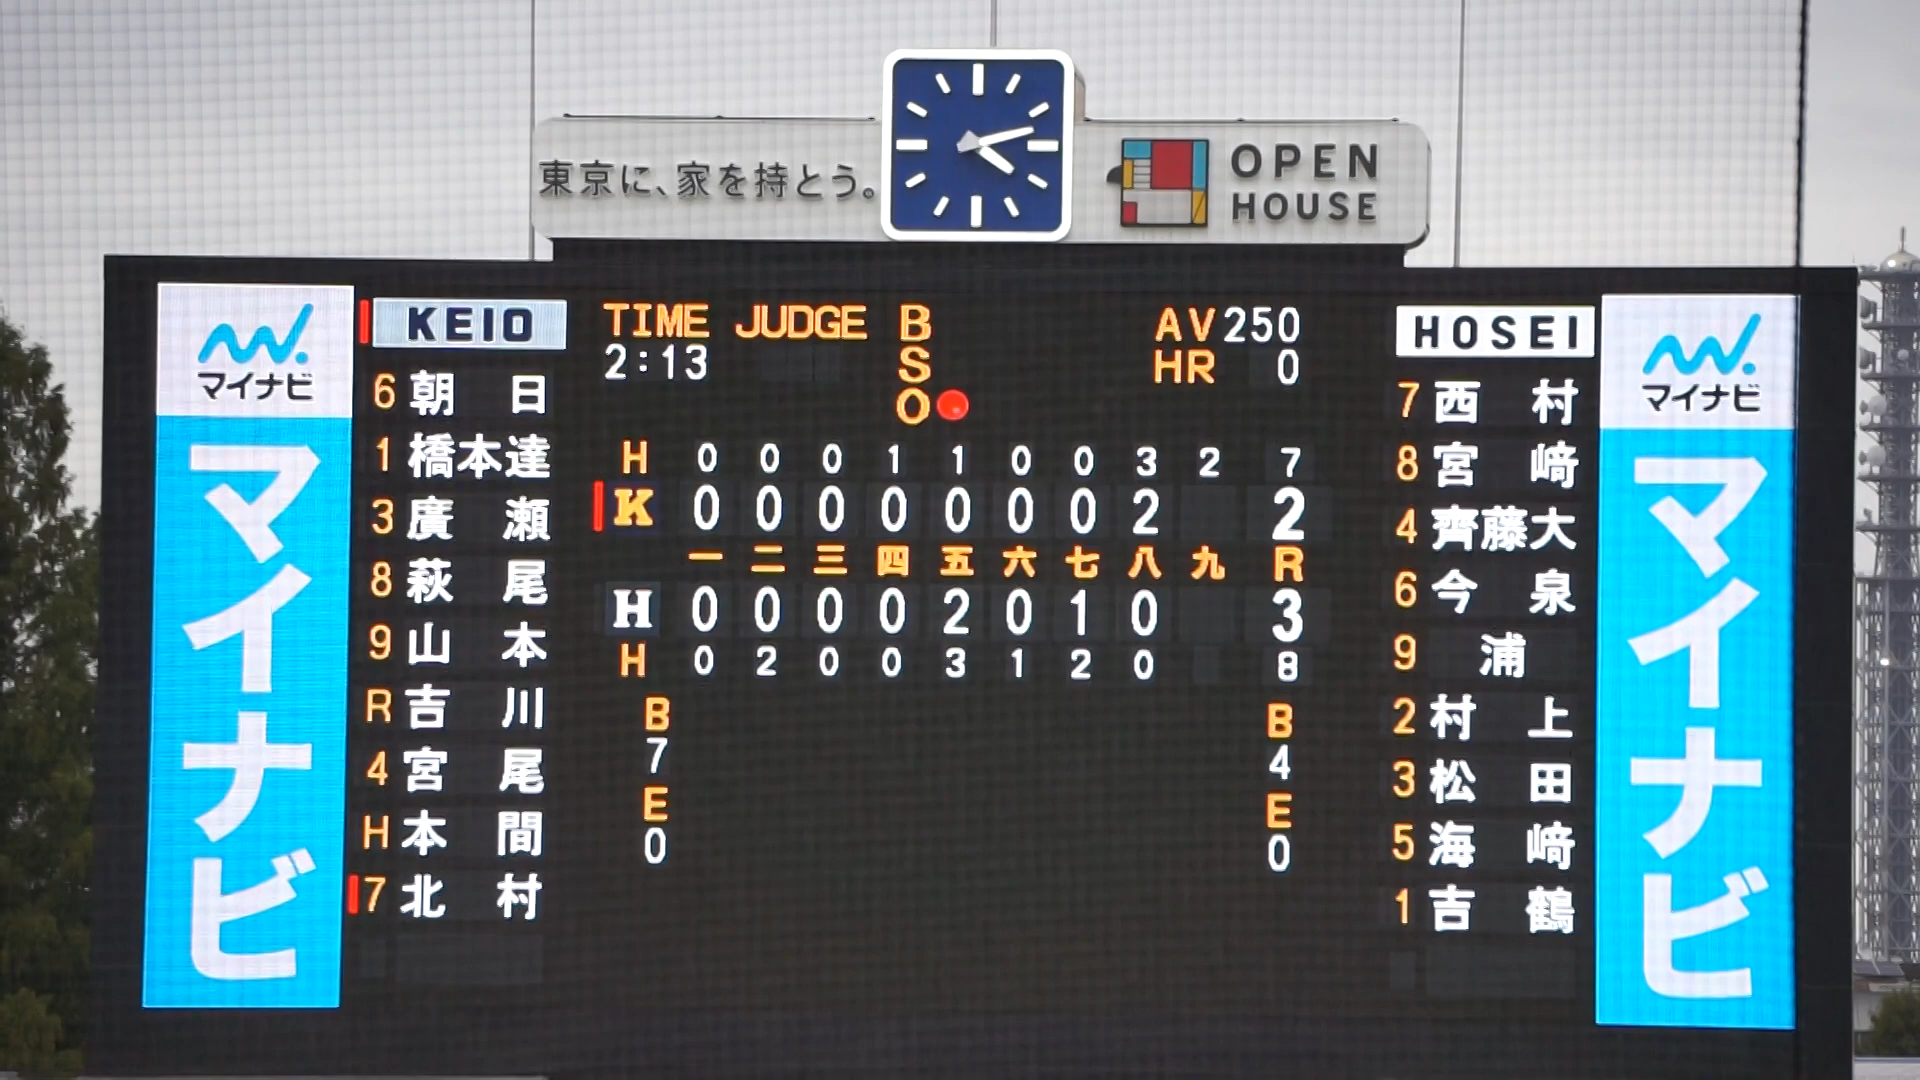 東京に、家を持とう。
OPEN
HOUSE
マイナビ
マイナビ
KEIO
6 朝日
1 橋本達
3 廣瀬
8 萩尾
9 山本
R 吉川
4 宮尾
H 本間
7 北村
TIME JUDGE B
2:13
S
O
AV 250
HR 0
H 0 0 0 1 1 0 0 3 2 7
K 0 0 0 0 0 0 0 2 2
一 二 三 四 五 六 七 八 九 R
H 0 0 0 0 2 0 1 0 3
H 0 2 0 0 3 1 2 0 8
B
7
E
0
B
4
E
0
HOSEI
7 西村
8 宮﨑
4 齊藤大
6 今泉
9 浦
2 村上
3 松田
5 海﨑
1 吉鶴
マイナビ
マイナビ